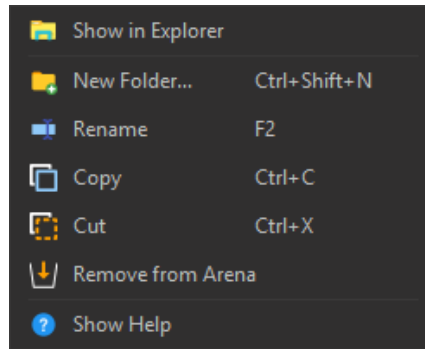 Show in Explorer
New Folder... Ctrl+Shift+N
Rename F2
Copy Ctrl+C
Cut Ctrl+X
Remove from Arena
Show Help